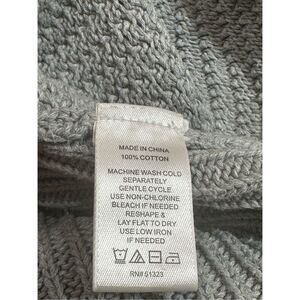 MADE IN CHINA
100% COTTON
MACHINE WASH COLD
SEPARATELY
GENTLE CYCLE
USE NON-CHLORINE
BLEACH IF NEEDED
RESHAPE &
LAY FLAT TO DRY
USE LOW IRON
IF NEEDED
RN# 51323